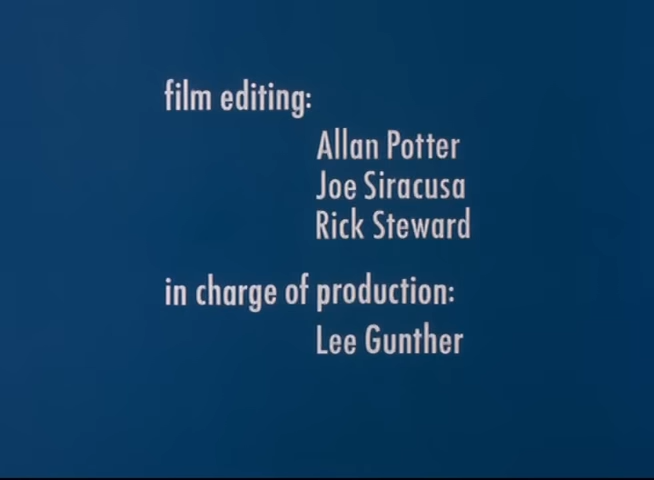 film editing:
Allan Potter
Joe Siracusa
Rick Steward
in charge of production:
Lee Gunther